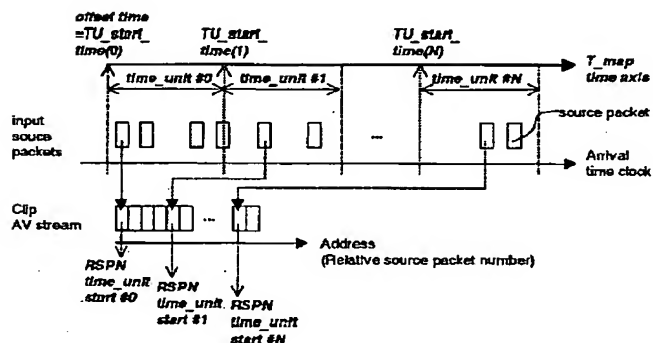 offset time
=TU_start_
time(0)
TU_start_
time(1)
TU_start_
time(N)
T_map
time axis
time_unit #0
time_unit #1
time_unit #N
input
souce
packets
...
source packet
Arrival
time clock
Clip
AV stream
...
Address
(Relative source packet number)
RSPN
time_unit
start #0
RSPN
time_unit
start #1
RSPN
time_unit
start #N